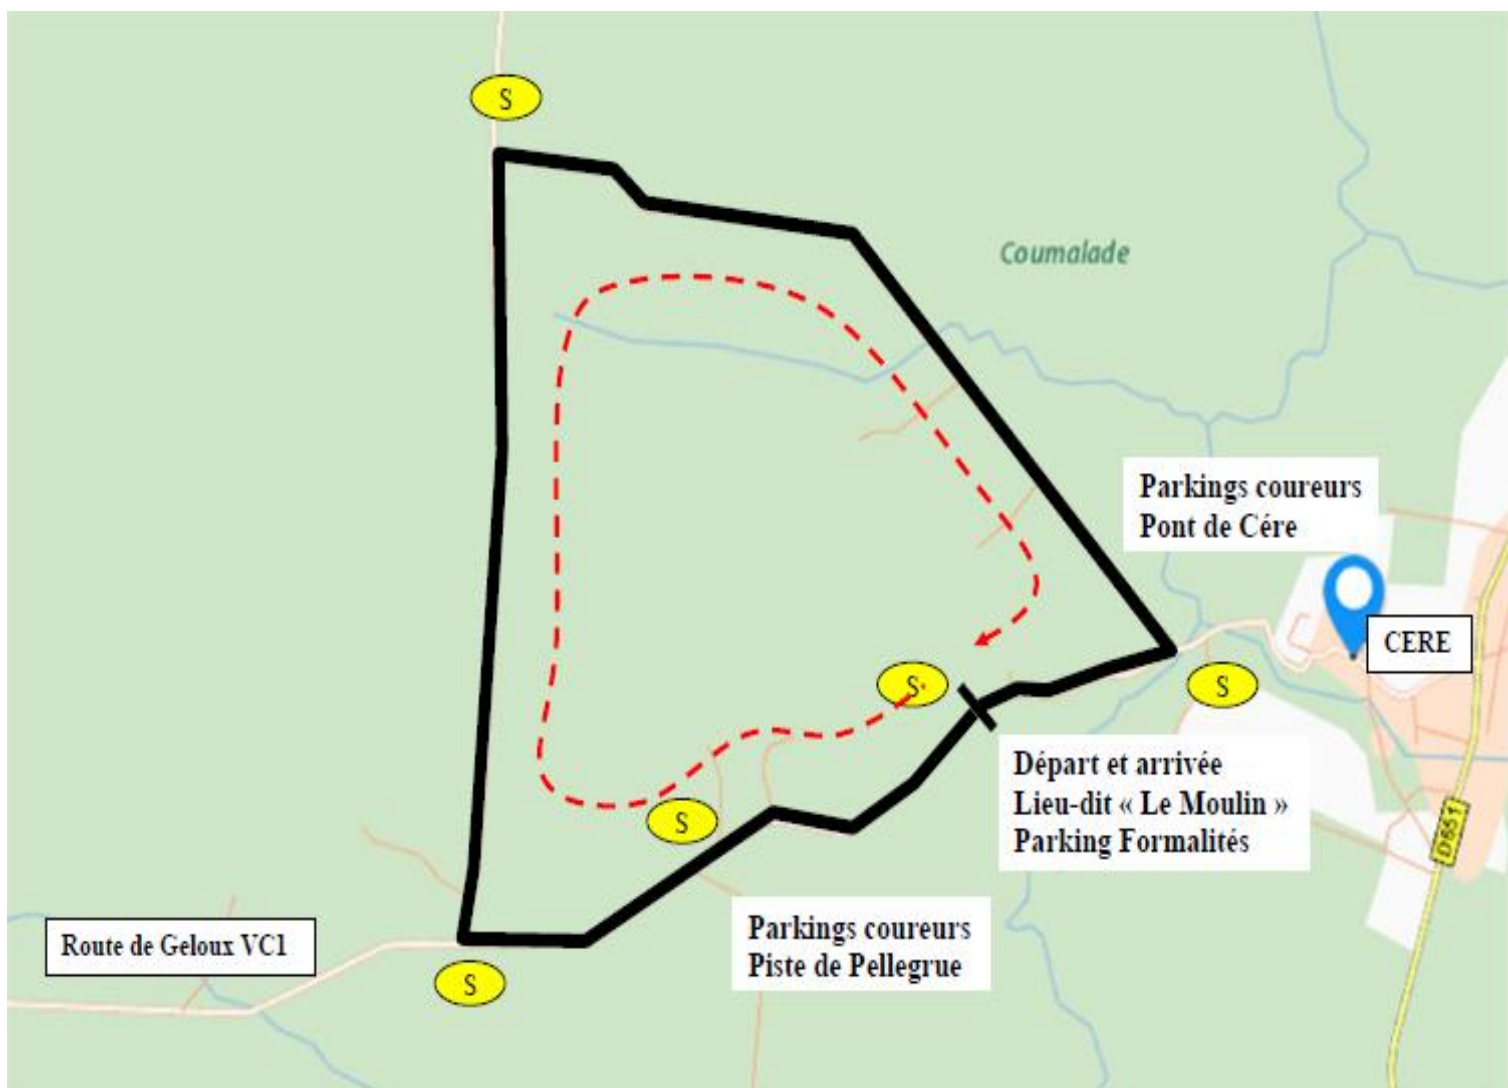 S
Coumalade
Parkings coureurs
Pont de Cére
CERE
S
S
Départ et arrivée
Lieu-dit « Le Moulin »
Parking Formalités
D651
S
Parkings coureurs
Piste de Pellegrue
Route de Geloux VC1
S